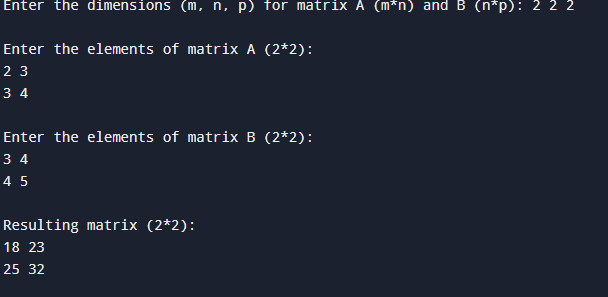 Enter the dimensions (m, n, p) for matrix A (m*n) and B (n*p): 2 2 2
Enter the elements of matrix A (2*2):
2 3
3 4
Enter the elements of matrix B (2*2):
3 4
4 5
Resulting matrix (2*2):
18 23
25 32